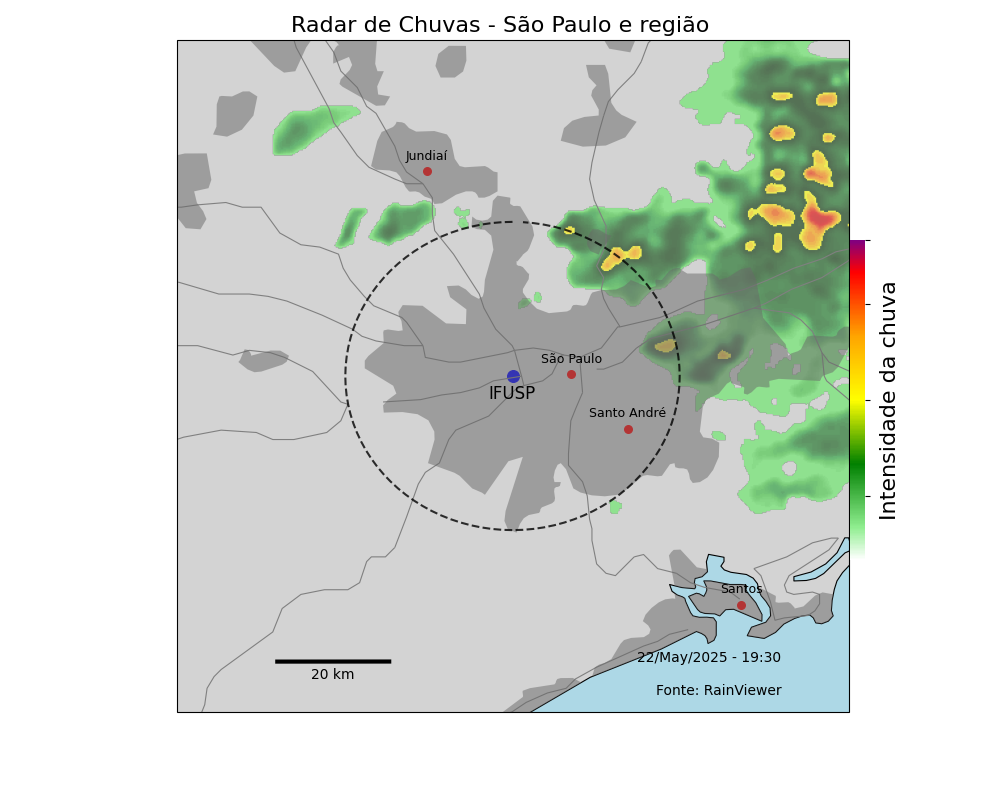 Radar de Chuvas - São Paulo e região
Jundiaí
São Paulo
IFUSP
Santo André
Intensidade da chuva
Santos
22/May/2025 - 19:30
20 km
Fonte: RainViewer